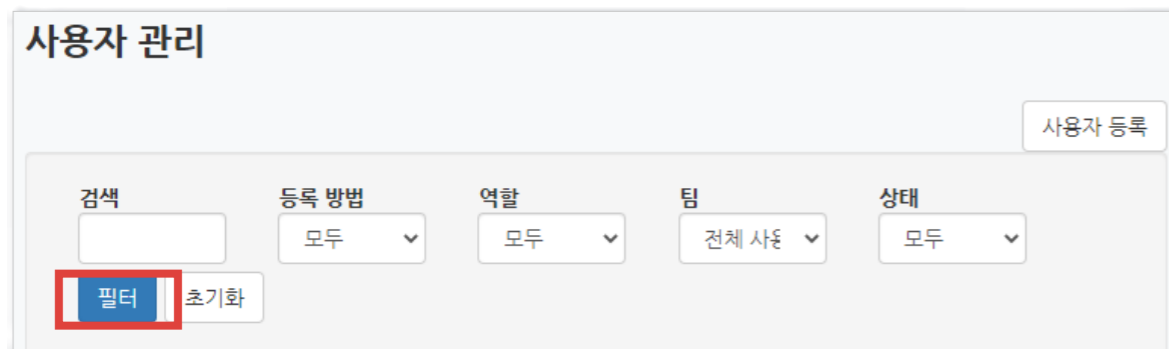 사용자 관리
사용자 등록
검색 등록 방법 역할 팀 상태
모두 모두 전체 사용 모두
필터 초기화